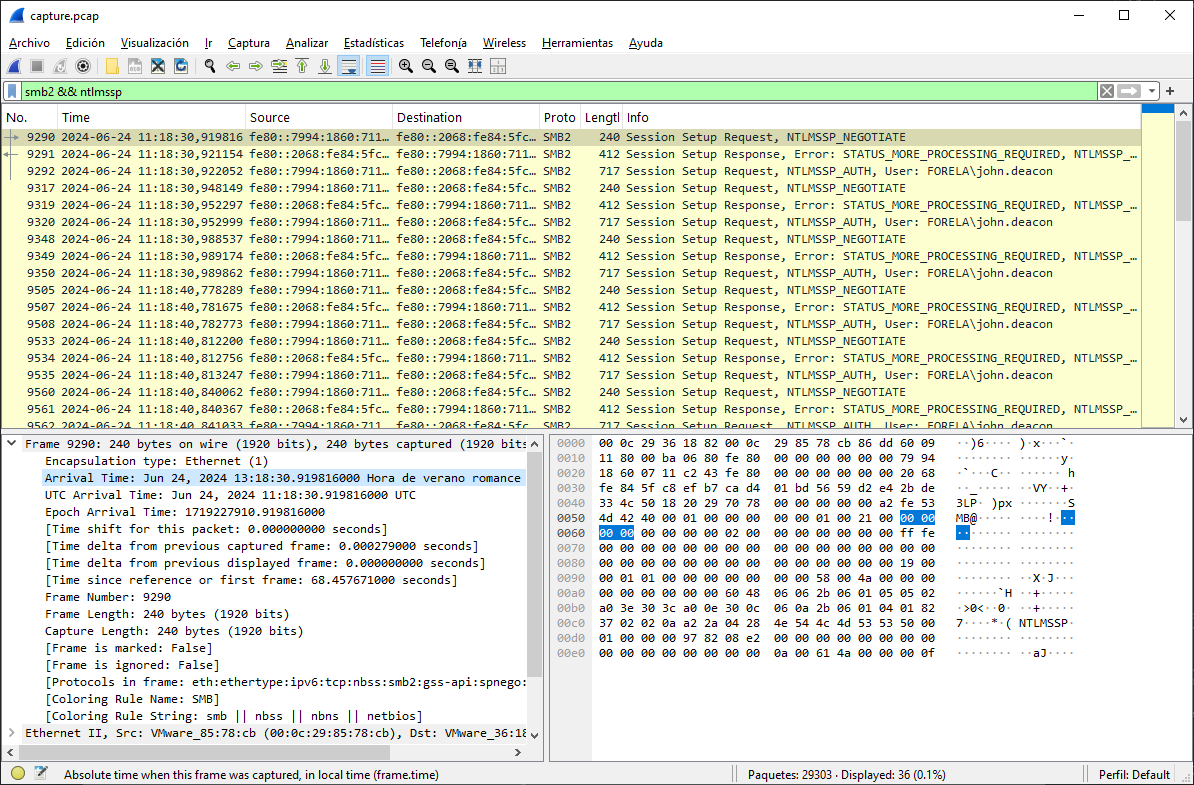 capture.pcap
Archivo Edición Visualización Ir Captura Analizar Estadísticas Telefonía Wireless Herramientas Ayuda
smb2 && ntlmssp
No. Time Source Destination Proto Lengtl Info
9290 2024-06-24 11:18:30,919816 fe80::7994:1860:711… fe80::2068:fe84:5fc… SMB2 240 Session Setup Request, NTLMSSP_NEGOTIATE
9291 2024-06-24 11:18:30,921154 fe80::2068:fe84:5fc… fe80::7994:1860:711… SMB2 412 Session Setup Response, Error: STATUS_MORE_PROCESSING_REQUIRED, NTLMSSP_…
9292 2024-06-24 11:18:30,922052 fe80::7994:1860:711… fe80::2068:fe84:5fc… SMB2 717 Session Setup Request, NTLMSSP_AUTH, User: FORELA\john.deacon
9317 2024-06-24 11:18:30,948149 fe80::7994:1860:711… fe80::2068:fe84:5fc… SMB2 240 Session Setup Request, NTLMSSP_NEGOTIATE
9319 2024-06-24 11:18:30,952297 fe80::2068:fe84:5fc… fe80::7994:1860:711… SMB2 412 Session Setup Response, Error: STATUS_MORE_PROCESSING_REQUIRED, NTLMSSP_…
9320 2024-06-24 11:18:30,952999 fe80::7994:1860:711… fe80::2068:fe84:5fc… SMB2 717 Session Setup Request, NTLMSSP_AUTH, User: FORELA\john.deacon
9348 2024-06-24 11:18:30,988537 fe80::7994:1860:711… fe80::2068:fe84:5fc… SMB2 240 Session Setup Request, NTLMSSP_NEGOTIATE
9349 2024-06-24 11:18:30,989174 fe80::2068:fe84:5fc… fe80::7994:1860:711… SMB2 412 Session Setup Response, Error: STATUS_MORE_PROCESSING_REQUIRED, NTLMSSP_…
9350 2024-06-24 11:18:30,989862 fe80::7994:1860:711… fe80::2068:fe84:5fc… SMB2 717 Session Setup Request, NTLMSSP_AUTH, User: FORELA\john.deacon
9505 2024-06-24 11:18:40,778289 fe80::7994:1860:711… fe80::2068:fe84:5fc… SMB2 240 Session Setup Request, NTLMSSP_NEGOTIATE
9507 2024-06-24 11:18:40,781675 fe80::2068:fe84:5fc… fe80::7994:1860:711… SMB2 412 Session Setup Response, Error: STATUS_MORE_PROCESSING_REQUIRED, NTLMSSP_…
9508 2024-06-24 11:18:40,782773 fe80::7994:1860:711… fe80::2068:fe84:5fc… SMB2 717 Session Setup Request, NTLMSSP_AUTH, User: FORELA\john.deacon
9533 2024-06-24 11:18:40,812200 fe80::7994:1860:711… fe80::2068:fe84:5fc… SMB2 240 Session Setup Request, NTLMSSP_NEGOTIATE
9534 2024-06-24 11:18:40,812756 fe80::2068:fe84:5fc… fe80::7994:1860:711… SMB2 412 Session Setup Response, Error: STATUS_MORE_PROCESSING_REQUIRED, NTLMSSP_…
9535 2024-06-24 11:18:40,813247 fe80::7994:1860:711… fe80::2068:fe84:5fc… SMB2 717 Session Setup Request, NTLMSSP_AUTH, User: FORELA\john.deacon
9560 2024-06-24 11:18:40,840062 fe80::7994:1860:711… fe80::2068:fe84:5fc… SMB2 240 Session Setup Request, NTLMSSP_NEGOTIATE
9561 2024-06-24 11:18:40,840367 fe80::2068:fe84:5fc… fe80::7994:1860:711… SMB2 412 Session Setup Response, Error: STATUS_MORE_PROCESSING_REQUIRED, NTLMSSP_…
9562 2024-06-24 11:18:40,841033 fe80::7994:1860:711… fe80::2068:fe84:5fc… SMB2 717 Session Setup Request, NTLMSSP_AUTH, User: FORELA\john.deacon
Frame 9290: 240 bytes on wire (1920 bits), 240 bytes captured (1920 bits
Encapsulation type: Ethernet (1)
Arrival Time: Jun 24, 2024 13:18:30.919816000 Hora de verano romance
UTC Arrival Time: Jun 24, 2024 11:18:30.919816000 UTC
Epoch Arrival Time: 1719227910.919816000
[Time shift for this packet: 0.000000000 seconds]
[Time delta from previous captured frame: 0.000279000 seconds]
[Time delta from previous displayed frame: 0.000000000 seconds]
[Time since reference or first frame: 68.457671000 seconds]
Frame Number: 9290
Frame Length: 240 bytes (1920 bits)
Capture Length: 240 bytes (1920 bits)
[Frame is marked: False]
[Frame is ignored: False]
[Protocols in frame: eth:ethertype:ipv6:tcp:nbss:smb2:gss-api:spnego:
[Coloring Rule Name: SMB]
[Coloring Rule String: smb || nbss || nbns || netbios]
Ethernet II, Src: VMware_85:78:cb (00:0c:29:85:78:cb), Dst: VMware_36:18
0000 00 0c 29 36 18 82 00 0c 29 85 78 cb 86 dd 60 09 ··)6···· )·x···`·
0010 11 80 00 ba 06 80 fe 80 00 00 00 00 00 00 79 94 ········ ······y·
0020 18 60 07 11 c2 43 fe 80 00 00 00 00 00 00 20 68 ·`···C·· ······ h
0030 fe 84 5f c8 ef b7 ca d4 01 bd 56 59 d2 e4 2b de ··_····· ··VY··+·
0040 33 4c 50 18 20 29 70 78 00 00 00 00 a2 fe 53 3LP· )px ·······S
0050 4d 42 40 00 01 00 00 00 00 00 01 00 21 00 00 00 MB@····· ····!···
0060 00 00 00 00 00 00 02 00 00 00 00 00 00 00 ff fe ········ ········
0070 00 00 00 00 00 00 00 00 00 00 00 00 00 00 00 00 ········ ········
0080 00 00 00 00 00 00 00 00 00 00 00 00 00 00 19 00 ········ ········
0090 00 01 01 00 00 00 00 00 00 00 58 00 4a 00 00 00 ········ ··X·J···
00a0 00 00 00 00 00 00 60 48 06 06 2b 06 01 05 05 02 ······`H ··+·····
00b0 a0 3e 30 3c a0 0e 30 0c 06 0a 2b 06 01 04 01 82 ·>0<··0· ··+·····
00c0 37 02 02 0a a2 2a 04 28 4e 54 4c 4d 53 53 50 00 7····*·( NTLMSSP·
00d0 01 00 00 00 97 82 08 e2 00 00 00 00 00 00 00 00 ········ ········
00e0 00 00 00 00 00 00 00 00 0a 00 61 4a 00 00 00 0f ········ ··aJ····
Absolute time when this frame was captured, in local time (frame.time)
Paquetes: 29303 · Displayed: 36 (0.1%)
Perfil: Default